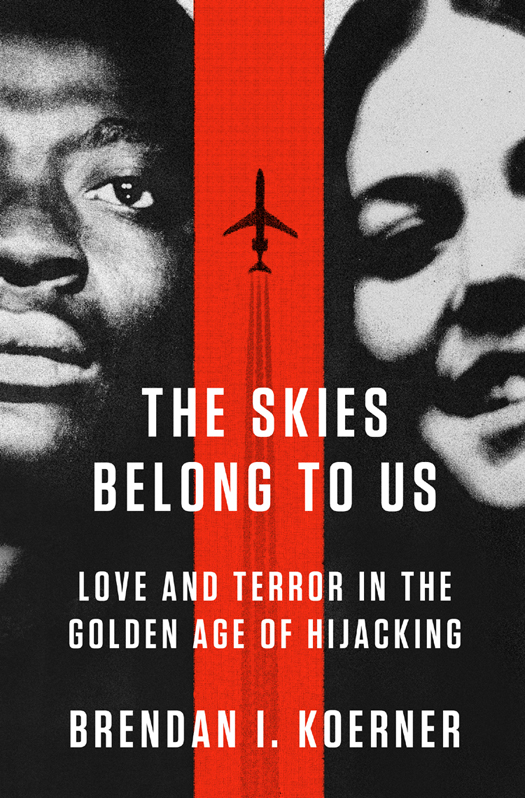 THE SKIES
BELONG TO US
LOVE AND TERROR IN THE
GOLDEN AGE OF HIJACKING
BRENDAN I. KOERNER